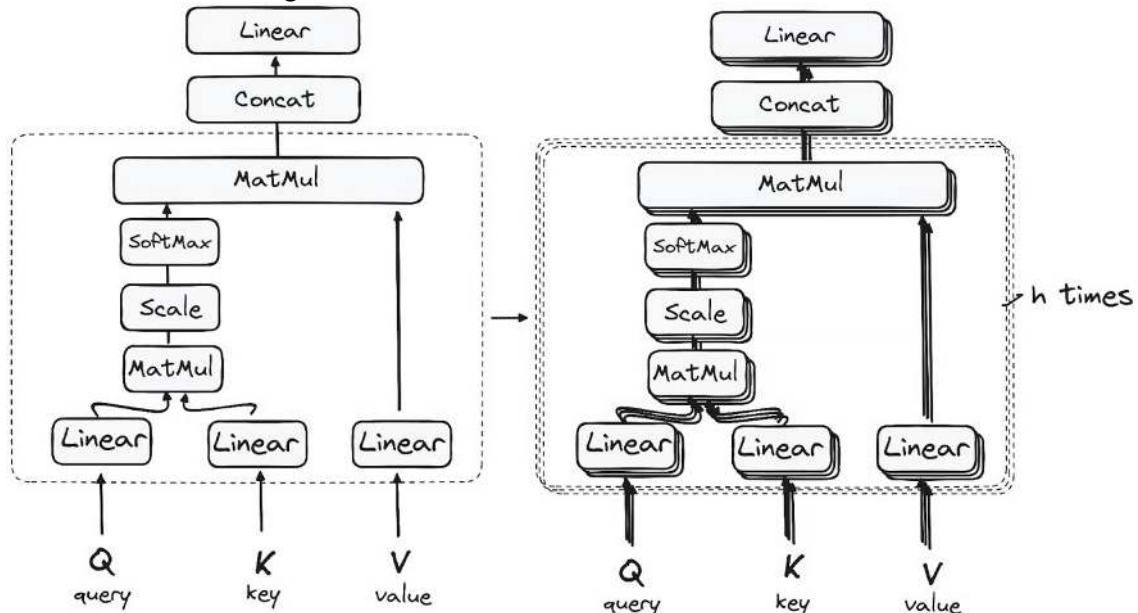 Linear
Concat
MatMul
SoftMax
Scale
MatMul
Linear
Linear
Linear
Q
query
K
key
V
value
Linear
Concat
MatMul
SoftMax
Scale
MatMul
Linear
Linear
Linear
h times
Q
query
K
key
V
value